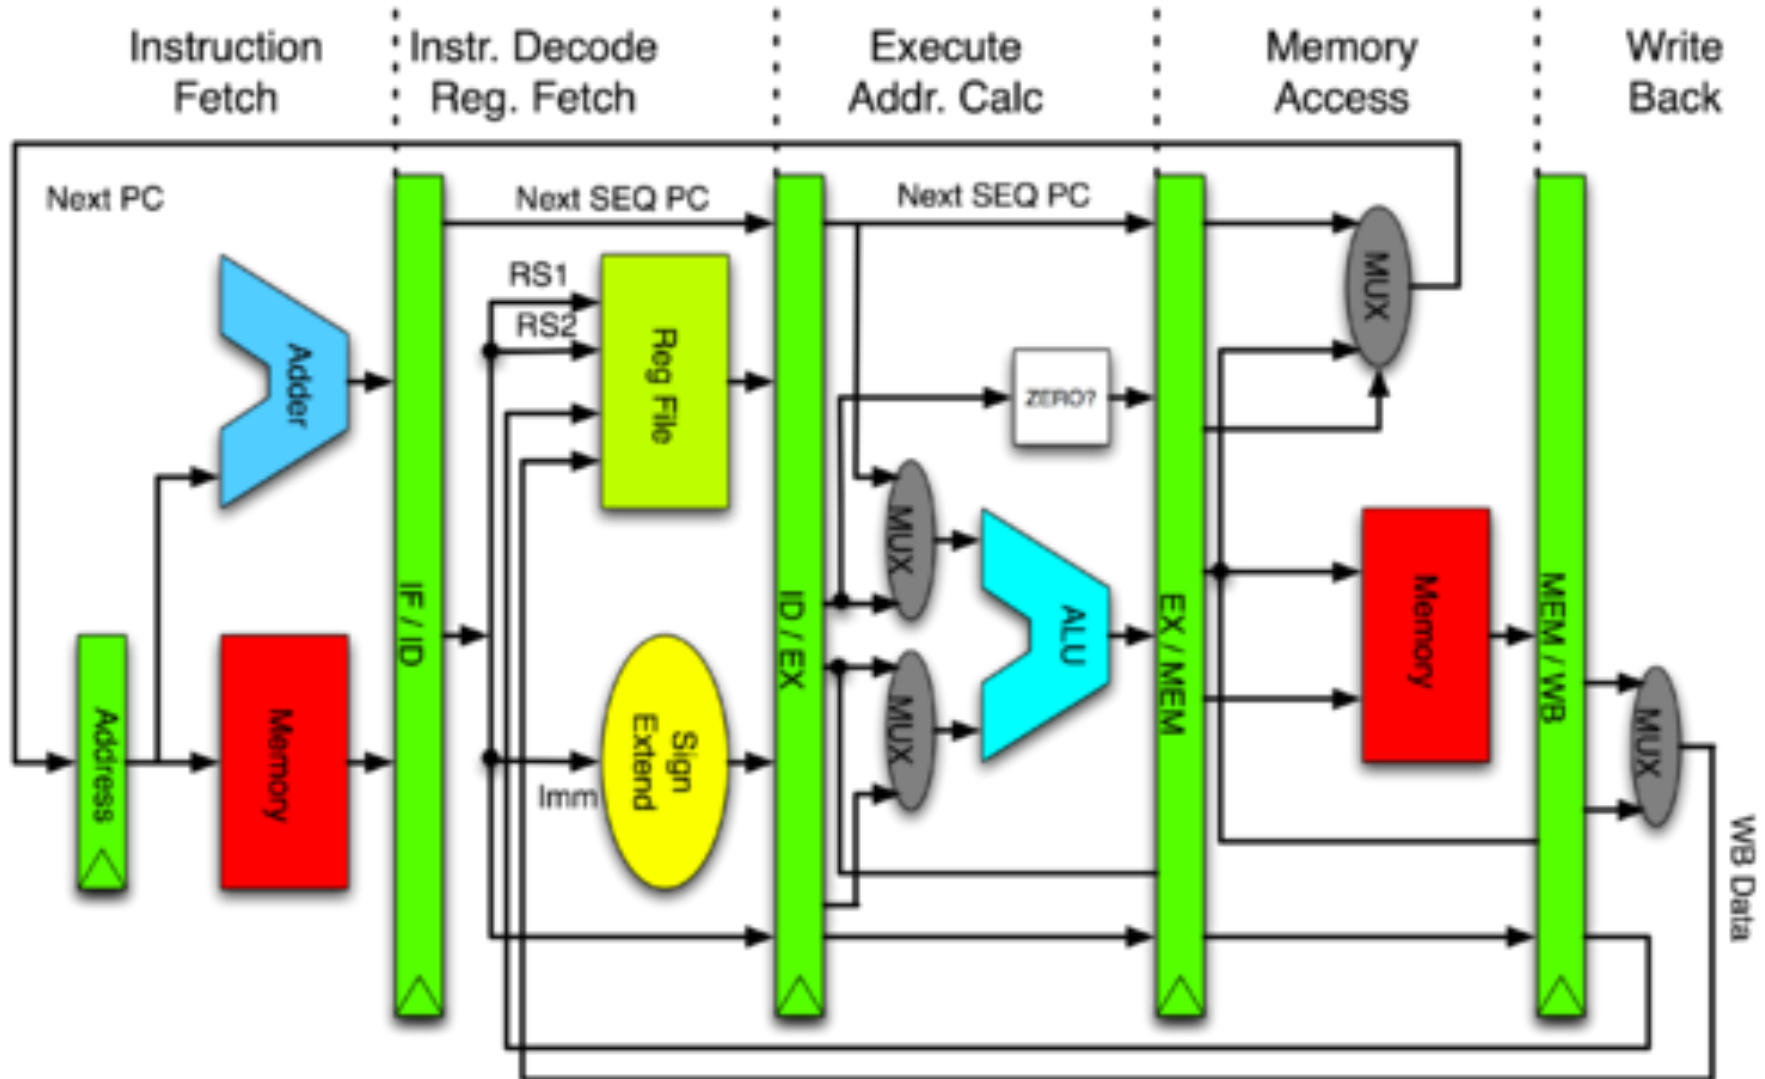 Instruction
Fetch
Instr. Decode
Reg. Fetch
Execute
Addr. Calc
Memory
Access
Write
Back
Next PC
Next SEQ PC
Next SEQ PC
RS1
RS2
Reg File
Adder
MUX
ZERO?
MUX
ALU
MUX
IF / ID
ID / EX
EX / MEM
MEM / WB
Memory
Address
Memory
Sign
Extend
Imm
MUX
WB Data